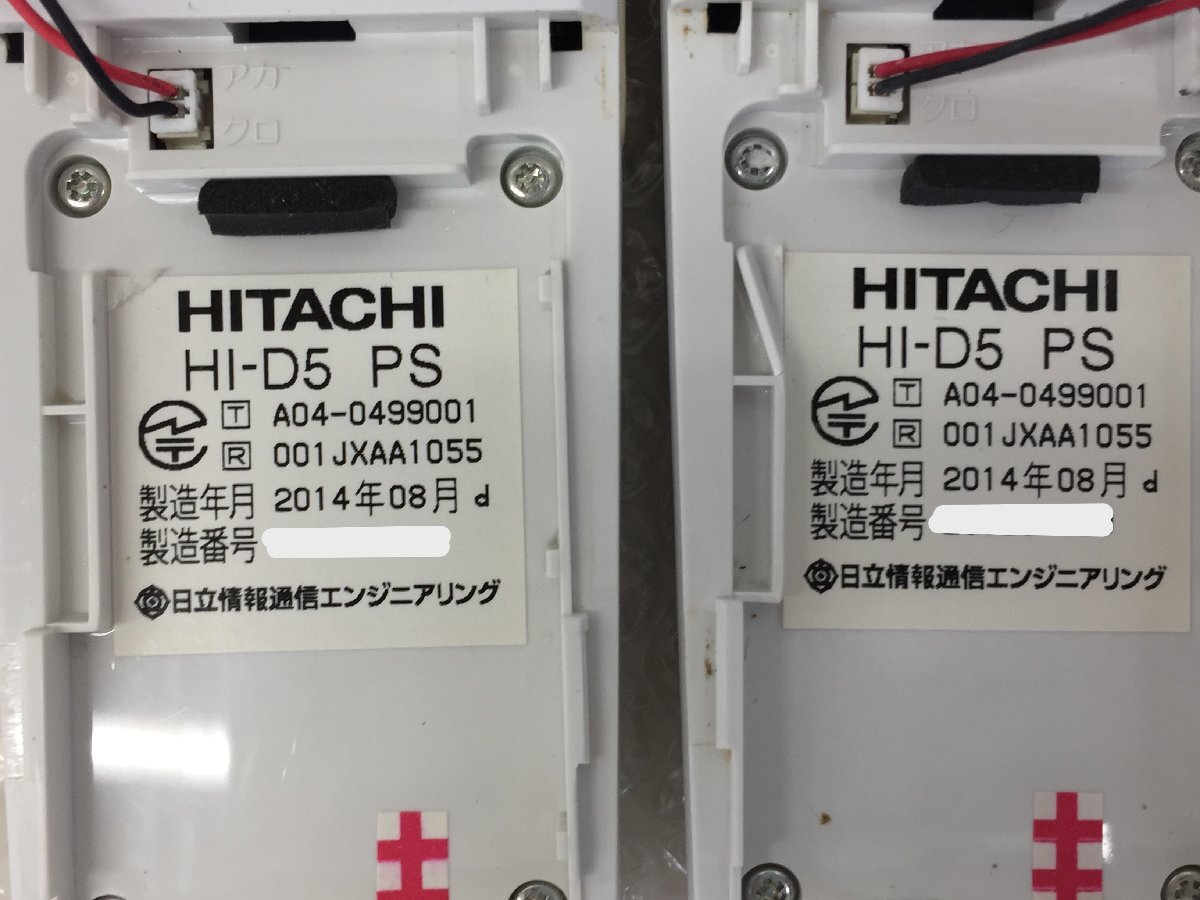 アカ
クロ
HITACHI
HI-D5 PS
T A04-0499001
R 001JXAA1055
製造年月 2014年08月 d
製造番号
日立情報通信エンジニアリング
クロ
HITACHI
HI-D5 PS
T A04-0499001
R 001JXAA1055
製造年月 2014年08月 d
製造番号
日立情報通信エンジニアリング